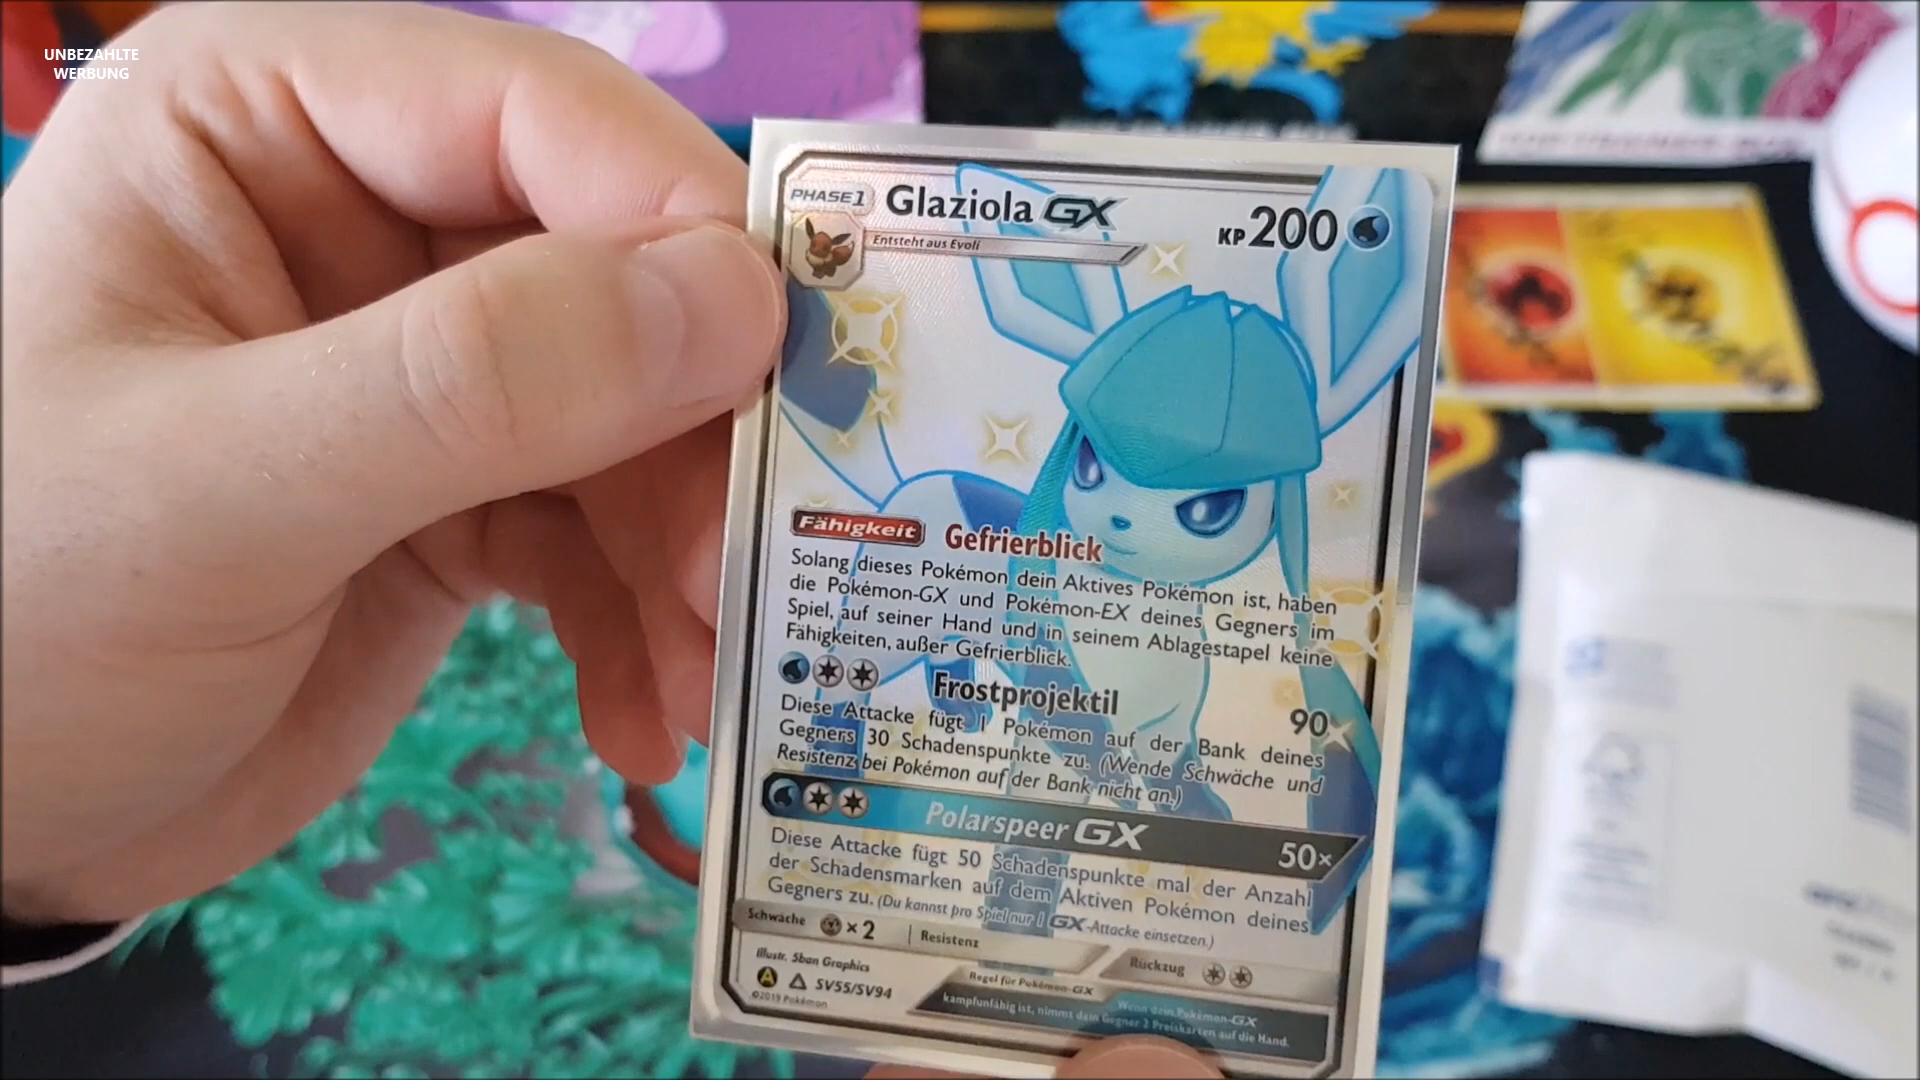 UNBEZAHLTE
WERBUNG
PHASE 1 Glaziola GX KP 200
Entsteht aus Evoli
Fähigkeit Gefrierblick
Solang dieses Pokémon dein Aktives Pokémon ist, haben
die Pokémon-GX und Pokémon-EX deines Gegners im
Spiel, auf seiner Hand und in seinem Ablagestapel keine
Fähigkeiten, außer Gefrierblick.
Frostprojektil 90
Diese Attacke fügt 1 Pokémon auf der Bank deines
Gegners 30 Schadenspunkte zu. (Wende Schwäche und
Resistenz bei Pokémon auf der Bank nicht an.)
Polarspeer GX 50×
Diese Attacke fügt 50 Schadenspunkte mal der Anzahl
der Schadensmarken auf dem Aktiven Pokémon deines
Gegners zu. (Du kannst pro Spiel nur 1 GX-Attacke einsetzen.)
Schwäche × 2 Resistenz Rückzug
Illustr. 5ban Graphics
A SV55/SV94
©2019 Pokémon
Regel für Pokémon-GX
Wenn dein Pokémon-GX
kampfunfähig ist, nimmt dein Gegner 2 Preiskarten auf die Hand.